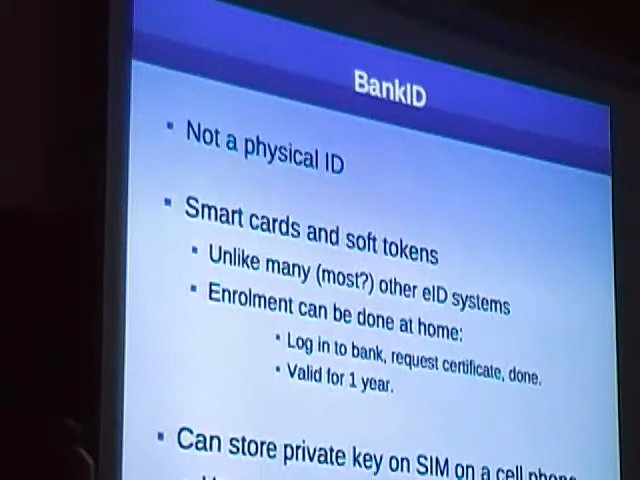 BankID
Not a physical ID
Smart cards and soft tokens
Unlike many (most?) other eID systems
Enrolment can be done at home:
Log in to bank, request certificate, done.
Valid for 1 year.
Can store private key on SIM on a cell phone